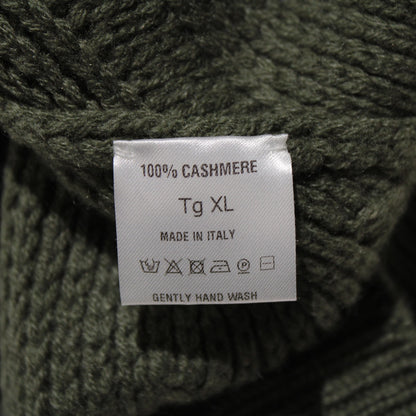 100% CASHMERE
Tg XL
MADE IN ITALY
GENTLY HAND WASH